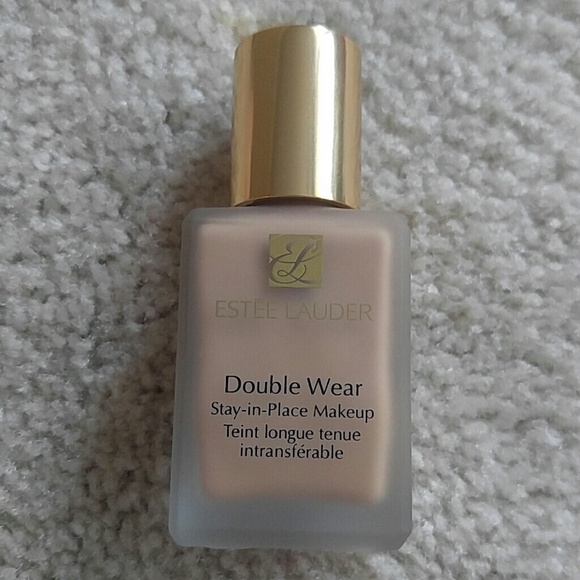 EL
ESTEE LAUDER
Double Wear
Stay-in-Place Makeup
Teint longue tenue
intransférable